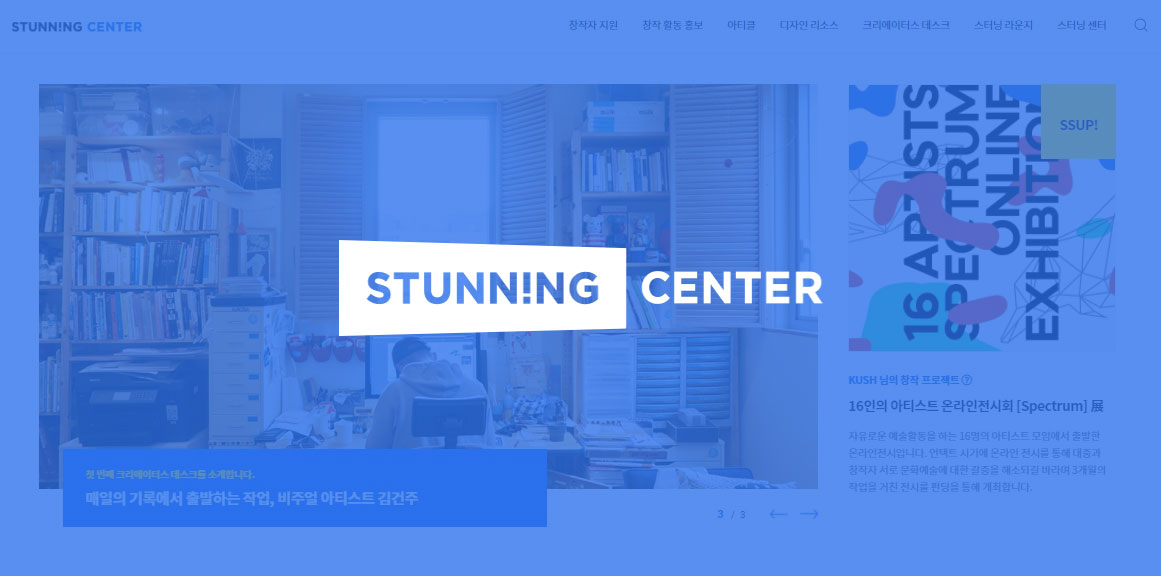 STUNN!NG CENTER
창작자 지원 창작 활동 홍보 아티클 디자인 리소스 크리에이터스 데스크 스터닝 라운지 스터닝 센터
16 ARTISTS
SPECTRUM
ONLINE
EXHIBITION
SSUP!
STUNN!NG CENTER
첫 번째 크리에이터스 데스크를 소개합니다.
매일의 기록에서 출발하는 작업, 비주얼 아티스트 김건주
3 / 3
KUSH 님의 창작 프로젝트
16인의 아티스트 온라인전시회 [Spectrum] 展
자유로운 예술활동을 하는 16명의 아티스트 모임에서 출발한
온라인전시입니다. 언택트 시기에 온라인 전시를 통해 대중과
창작자 서로 문화예술에 대한 갈증을 해소되길 바라며 3개월의
작업을 거친 전시를 펀딩을 통해 개최합니다.